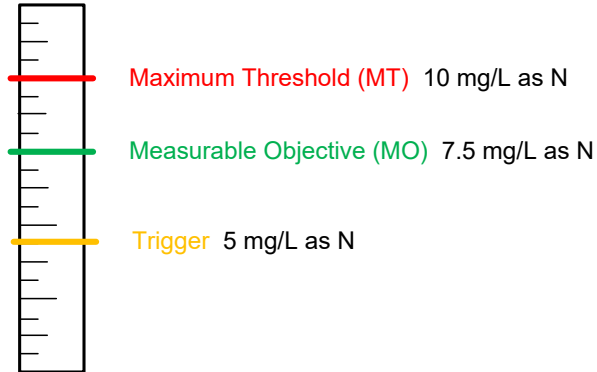 Maximum Threshold (MT) 10 mg/L as N
Measurable Objective (MO) 7.5 mg/L as N
Trigger 5 mg/L as N